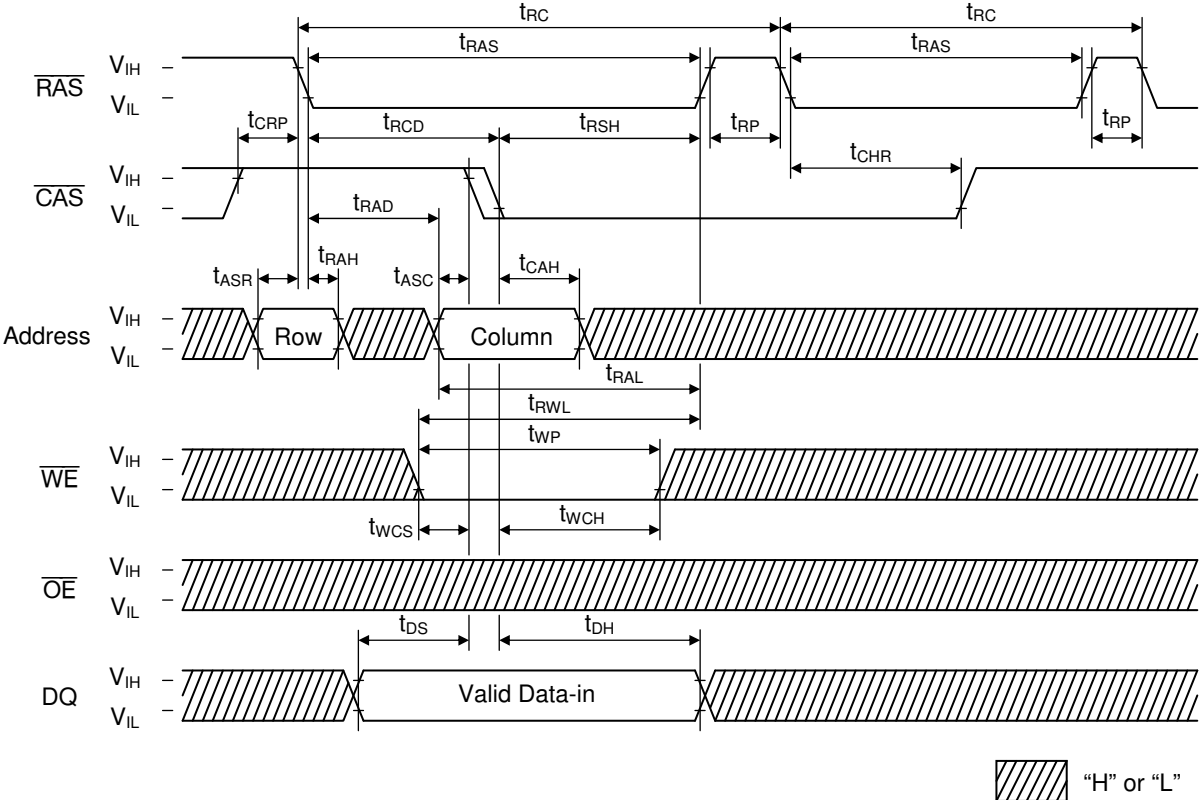 tRC tRC
tRAS tRAS
RAS VIH
VIL
tCRP tRCD tRSH tRP tRP
tCHR
CAS VIH
VIL
tRAD
tASR tRAH tASC tCAH
Address VIH
VIL
Row Column
tRAL
tRWL
tWP
WE VIH
VIL
tWCS tWCH
OE VIH
VIL
tDS tDH
DQ VIH
VIL
Valid Data-in
“H” or “L”